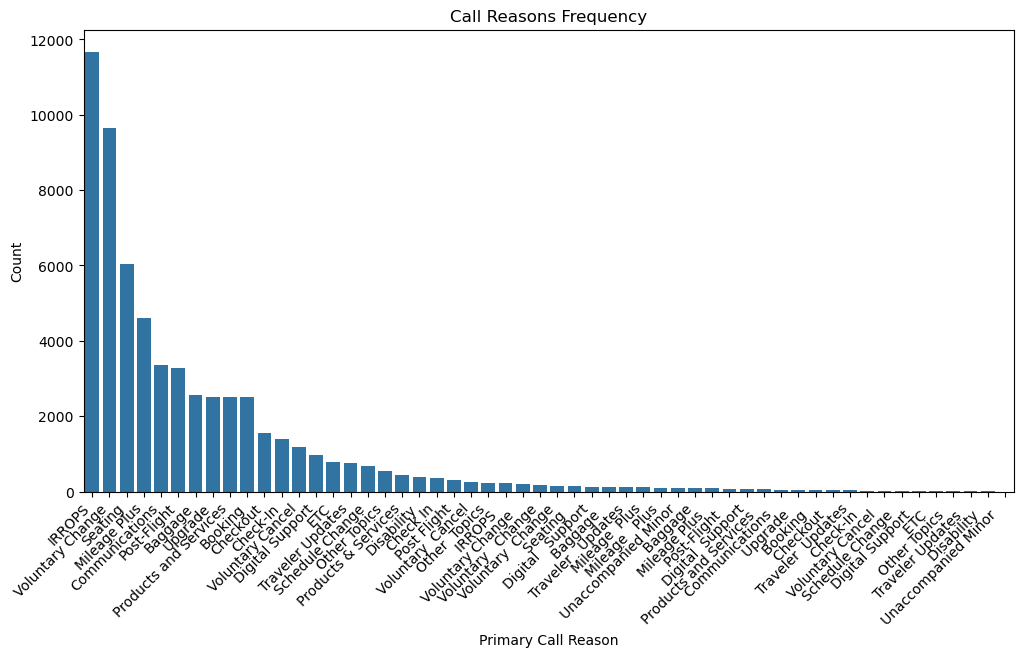 Call Reasons Frequency
12000
10000
8000
6000
4000
2000
0
Count
IRROPS
Voluntary Change
Seating
Mileage Plus
Communications
Post-Flight
Baggage
Upgrade
Products and Services
Booking
Checkout
Check-In
Voluntary Cancel
Digital Support
ETC
Traveler Updates
Schedule Change
Other Topics
Products & Services
Disability
Check In
Post Flight
Voluntary  Cancel
Other  Topics
IRROPS
Voluntary Change
Voluntary  Change
Voluntary   Change
Seating
Digital  Support
Baggage
Traveler  Updates
Mileage  Plus
Mileage   Plus
Unaccompanied Minor
Baggage
Mileage Plus
Post-Flight
Digital   Support
Products and Services
Communications
Upgrade
Booking
Checkout
Traveler   Updates
Check-In
Voluntary Cancel
Schedule Change
Digital Support
ETC
Other Topics
Traveler Updates
Disability
Unaccompanied Minor
Primary Call Reason